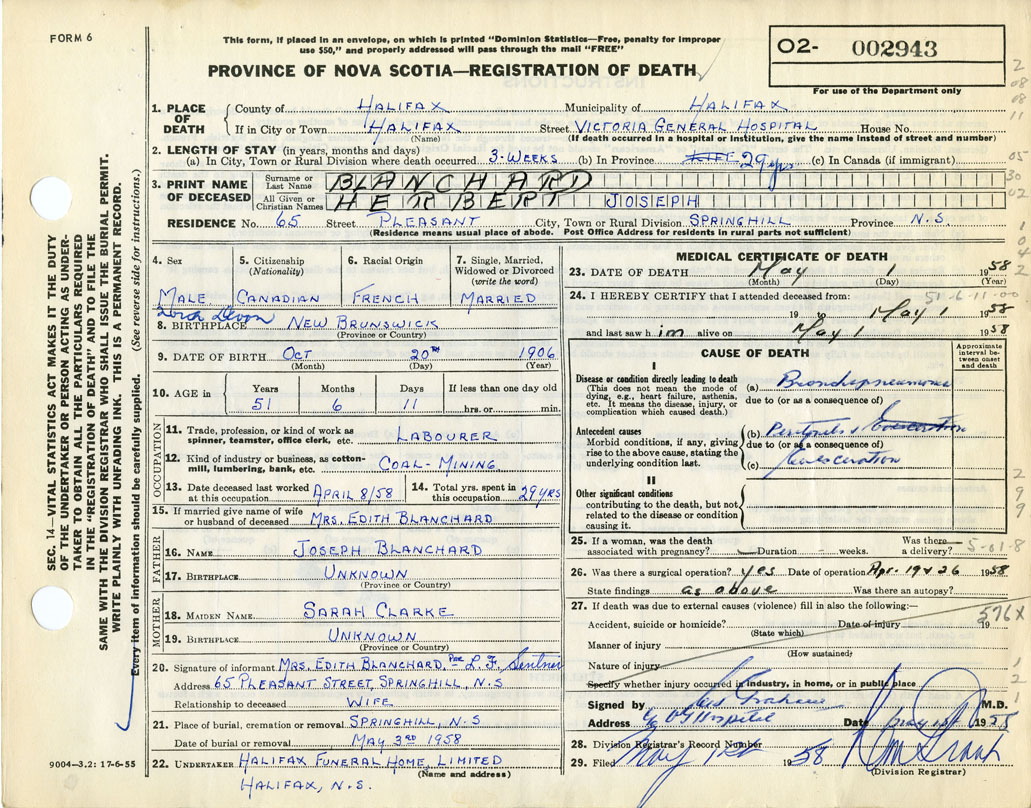 FORM 6
This form, if placed in an envelope, on which is printed "Dominion Statistics—Free, penalty for improper
use $50," and properly addressed will pass through the mail "FREE"
O2- 002943
For use of the Department only
PROVINCE OF NOVA SCOTIA—REGISTRATION OF DEATH
SEC. 14—VITAL STATISTICS ACT MAKES IT THE DUTY
OF THE UNDERTAKER OR PERSON ACTING AS UNDER-
TAKER TO OBTAIN ALL THE PARTICULARS REQUIRED
IN THE "REGISTRATION OF DEATH" AND TO FILE THE
SAME WITH THE DIVISION REGISTRAR WHO SHALL ISSUE THE BURIAL PERMIT.
WRITE PLAINLY WITH UNFADING INK. THIS IS A PERMANENT RECORD.
Every item of information should be carefully supplied. (See reverse side for instructions.)
1. PLACE OF DEATH County of HALIFAX Municipality of HALIFAX
If in City or Town HALIFAX Street VICTORIA GENERAL HOSPITAL House No.
(Name) (If death occurred in a hospital or institution, give the name instead of street and number)
2. LENGTH OF STAY (in years, months and days)
(a) In City, Town or Rural Division where death occurred 3-WEEKS (b) In Province LIFE 29 yrs (c) In Canada (if immigrant)
3. PRINT NAME OF DECEASED Surname or Last Name BLANCHARD
All Given or Christian Names HERBERT JOSEPH
RESIDENCE No. 65 Street PLEASANT City, Town or Rural Division SPRINGHILL Province N.S.
(Residence means usual place of abode. Post Office Address for residents in rural parts not sufficient)
4. Sex 5. Citizenship (Nationality) 6. Racial Origin 7. Single, Married, Widowed or Divorced (write the word)
MALE CANADIAN FRENCH MARRIED
8. BIRTHPLACE NEW BRUNSWICK
(Province or Country)
9. DATE OF BIRTH OCT 20TH 1906
(Month) (Day) (Year)
10. AGE in Years Months Days If less than one day old
51 6 11 hrs. or min.
OCCUPATION
11. Trade, profession, or kind of work as spinner, teamster, office clerk, etc. LABOURER
12. Kind of industry or business, as cotton-mill, lumbering, bank, etc. COAL-MINING
13. Date deceased last worked at this occupation APRIL 8/58 14. Total yrs. spent in this occupation 29 YRS
15. If married give name of wife or husband of deceased MRS. EDITH BLANCHARD
FATHER
16. NAME JOSEPH BLANCHARD
17. BIRTHPLACE UNKNOWN
(Province or Country)
MOTHER
18. MAIDEN NAME SARAH CLARKE
19. BIRTHPLACE UNKNOWN
(Province or Country)
20. Signature of informant MRS. EDITH BLANCHARD. Per L. F.
Address 65 PLEASANT STREET, SPRINGHILL, N.S
Relationship to deceased WIFE
21. Place of burial, cremation or removal SPRINGHILL, N.S
Date of burial or removal MAY 3RD 1958
22. UNDERTAKER HALIFAX FUNERAL HOME, LIMITED
(Name and address)
HALIFAX, N.S.
9004—3.2: 17-6-55
MEDICAL CERTIFICATE OF DEATH
23. DATE OF DEATH May 1 1958
(Month) (Day) (Year)
24. I HEREBY CERTIFY that I attended deceased from: 51-6-11-00
19 to May 1 1958
and last saw him alive on May 1 1958
CAUSE OF DEATH
Approximate interval between onset and death
I
Disease or condition directly leading to death
(This does not mean the mode of dying, e.g., heart failure, asthenia, etc. It means the disease, injury, or complication which caused death.)
(a) Bronchopneumonia
due to (or as a consequence of)
Antecedent causes
Morbid conditions, if any, giving rise to the above cause, stating the underlying condition last.
(b) Peritonitis &
due to (or as a consequence of)
(c) Evisceration
II
Other significant conditions
contributing to the death, but not related to the disease or condition causing it.
25. If a woman, was the death associated with pregnancy? Duration weeks. Was there a delivery? 5-01-8
26. Was there a surgical operation? yes Date of operation Apr. 19 & 26 1958
State findings as above Was there an autopsy?
27. If death was due to external causes (violence) fill in also the following:— 576X
Accident, suicide or homicide? Date of injury 19
(State which)
Manner of injury
(How sustained)
Nature of injury
Specify whether injury occurred in industry, in home, or in public place
Signed by Graham M.D.
Address V G Hospital Date May 1st 1958
28. Division Registrar's Record Number
29. Filed May 1st 1958
(Division Registrar)